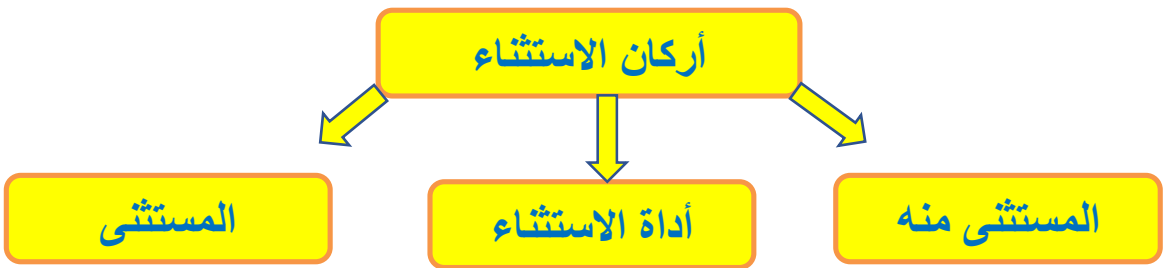 أركان الاستثناء
المستثنى منه
أداة الاستثناء
المستثنى